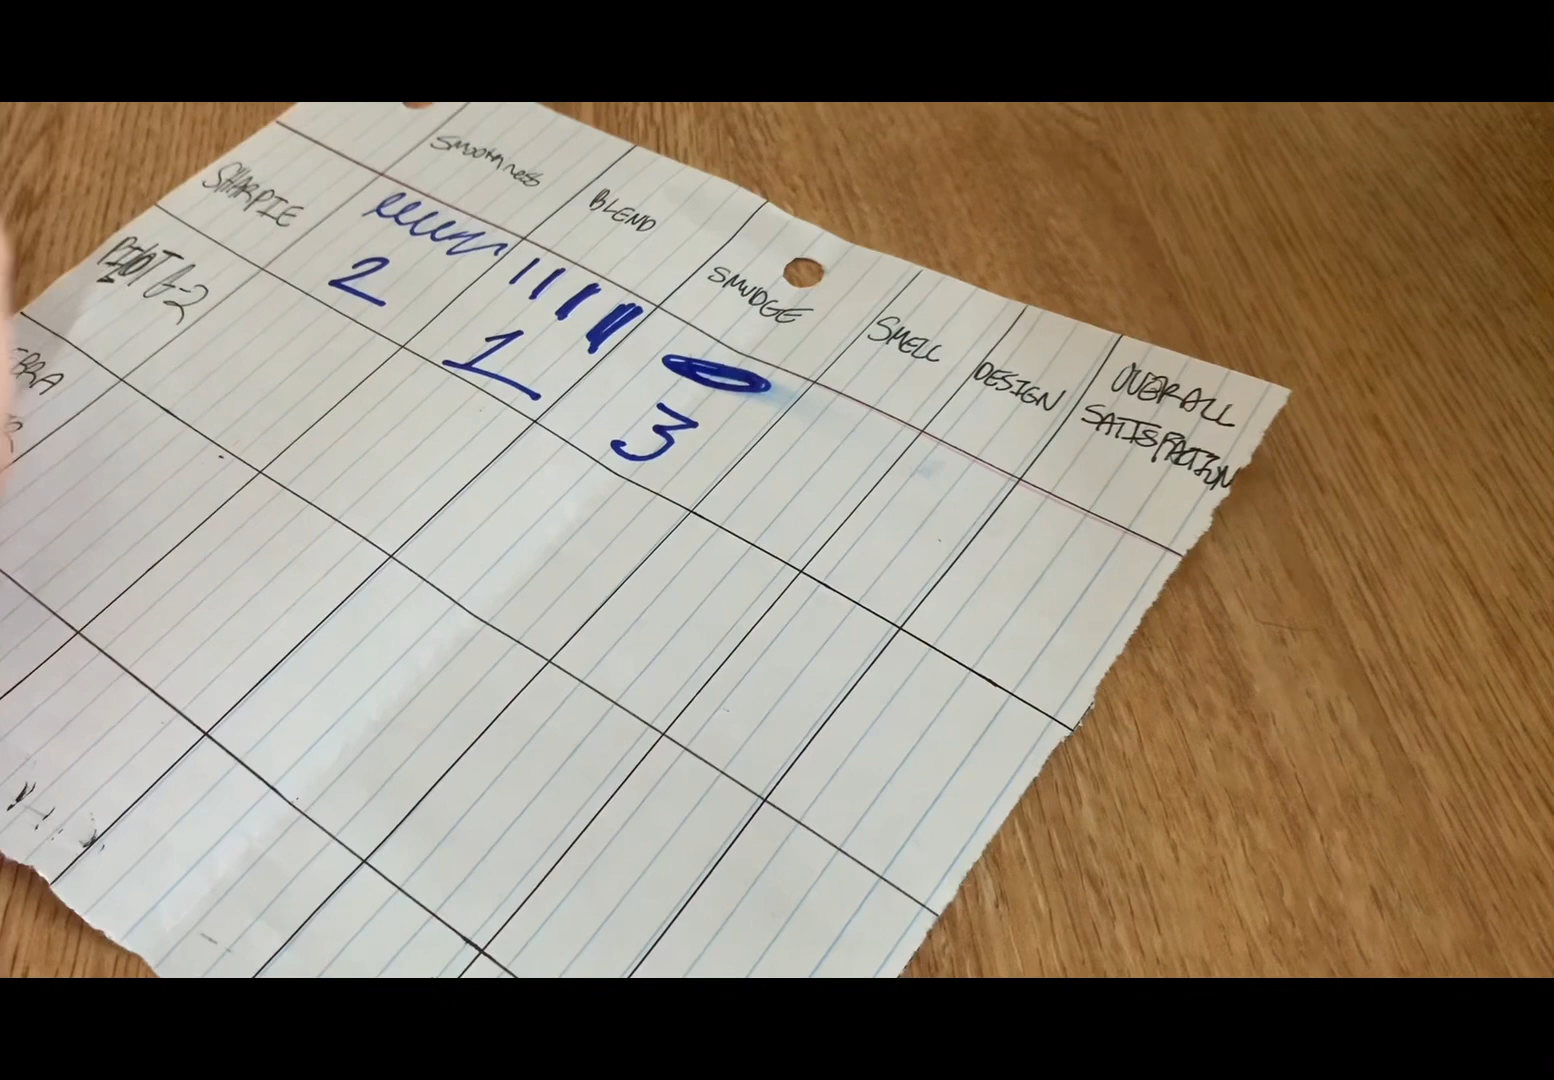 Smoothness
BLEND
SMUDGE
SMELL
DESIGN
OVERALL
SATISFACTION
SHARPIE
2
1
3
PILOT G-2